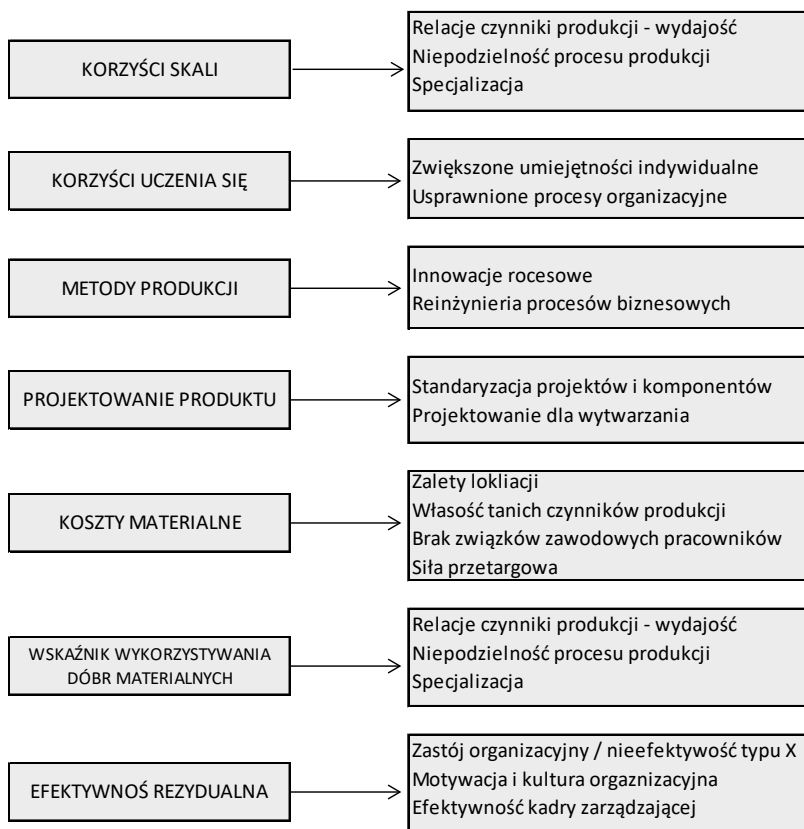 KORZYŚCI SKALI
Relacje czynniki produkcji - wydajość
Niepodzielność procesu produkcji
Specjalizacja
KORZYŚCI UCZENIA SIĘ
Zwiększone umiejętności indywidualne
Usprawnione procesy organizacyjne
METODY PRODUKCJI
Innowacje rocesowe
Reinżynieria procesów biznesowych
PROJEKTOWANIE PRODUKTU
Standaryzacja projektów i komponentów
Projektowanie dla wytwarzania
KOSZTY MATERIALNE
Zalety lokliacji
Własość tanich czynników produkcji
Brak związków zawodowych pracowników
Siła przetargowa
WSKAŹNIK WYKORZYSTYWANIA
DÓBR MATERIALNYCH
Relacje czynniki produkcji - wydajość
Niepodzielność procesu produkcji
Specjalizacja
EFEKTYWNOŚ REZYDUALNA
Zastój organizacyjny / nieefektywość typu X
Motywacja i kultura orgaznizacyjna
Efektywność kadry zarządzającej